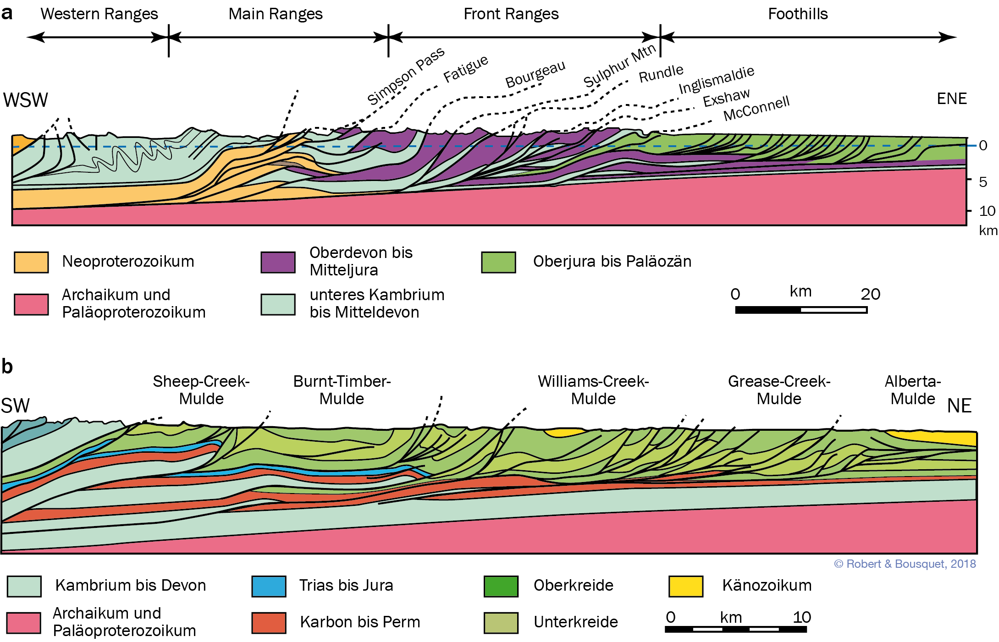 a
Western Ranges
Main Ranges
Front Ranges
Foothills
Simpson Pass
Fatigue
Bourgeau
Sulphur Mtn
Rundle
Inglismaldie
Exshaw
McConnell
WSW
ENE
0
5
10
km
Neoproterozoikum
Oberdevon bis
Mitteljura
Oberjura bis Paläozän
Archaikum und
Paläoproterozoikum
unteres Kambrium
bis Mitteldevon
0 km 20
b
Sheep-Creek-
Mulde
Burnt-Timber-
Mulde
Williams-Creek-
Mulde
Grease-Creek-
Mulde
Alberta-
Mulde
SW
NE
© Robert & Bousquet, 2018
Kambrium bis Devon
Trias bis Jura
Oberkreide
Känozoikum
Archaikum und
Paläoproterozoikum
Karbon bis Perm
Unterkreide
0 km 10